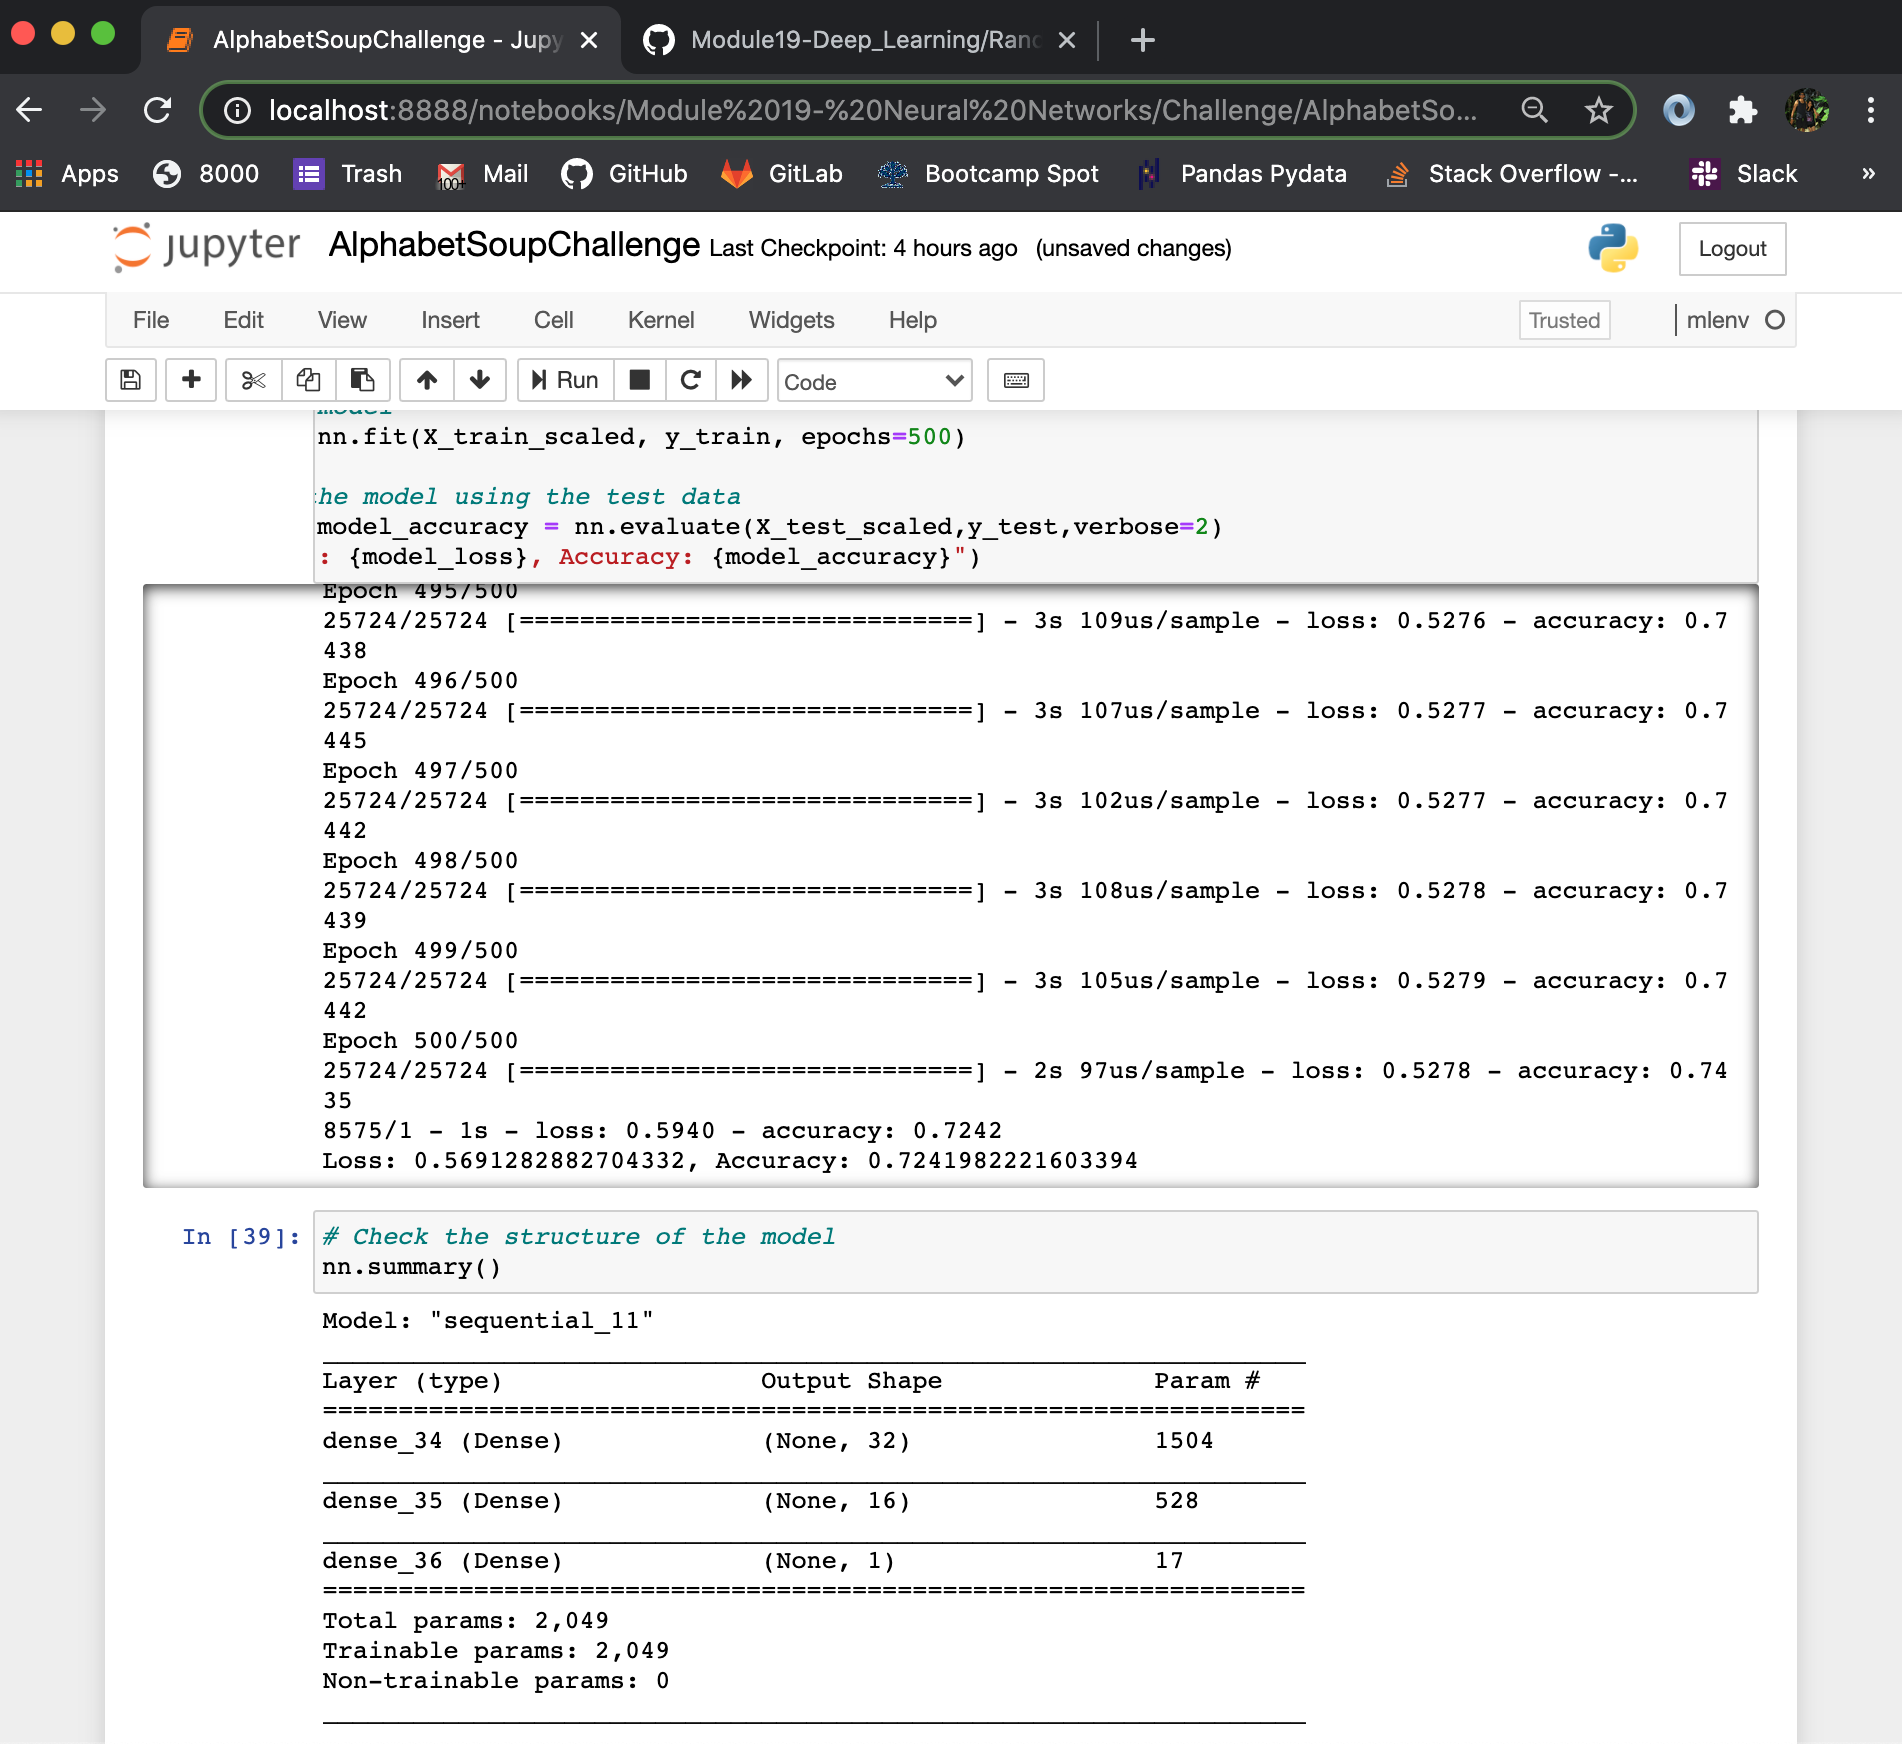 AlphabetSoupChallenge - Jupy
Module19-Deep_Learning/Ranc
localhost:8888/notebooks/Module%2019-%20Neural%20Networks/Challenge/AlphabetSo...
Apps 8000 Trash 100+ Mail GitHub GitLab Bootcamp Spot Pandas Pydata Stack Overflow -... Slack »
jupyter AlphabetSoupChallenge Last Checkpoint: 4 hours ago (unsaved changes) Logout
File Edit View Insert Cell Kernel Widgets Help Trusted mlenv
Run Code
model
nn.fit(X_train_scaled, y_train, epochs=500)
he model using the test data
model_accuracy = nn.evaluate(X_test_scaled,y_test,verbose=2)
: {model_loss}, Accuracy: {model_accuracy}")
Epoch 495/500
25724/25724 [==============================] - 3s 109us/sample - loss: 0.5276 - accuracy: 0.7
438
Epoch 496/500
25724/25724 [==============================] - 3s 107us/sample - loss: 0.5277 - accuracy: 0.7
445
Epoch 497/500
25724/25724 [==============================] - 3s 102us/sample - loss: 0.5277 - accuracy: 0.7
442
Epoch 498/500
25724/25724 [==============================] - 3s 108us/sample - loss: 0.5278 - accuracy: 0.7
439
Epoch 499/500
25724/25724 [==============================] - 3s 105us/sample - loss: 0.5279 - accuracy: 0.7
442
Epoch 500/500
25724/25724 [==============================] - 2s 97us/sample - loss: 0.5278 - accuracy: 0.74
35
8575/1 - 1s - loss: 0.5940 - accuracy: 0.7242
Loss: 0.5691282882704332, Accuracy: 0.7241982221603394
In [39]: # Check the structure of the model
nn.summary()
Model: "sequential_11"
_________________________________________________________________
Layer (type) Output Shape Param #
=================================================================
dense_34 (Dense) (None, 32) 1504
_________________________________________________________________
dense_35 (Dense) (None, 16) 528
_________________________________________________________________
dense_36 (Dense) (None, 1) 17
=================================================================
Total params: 2,049
Trainable params: 2,049
Non-trainable params: 0
_________________________________________________________________